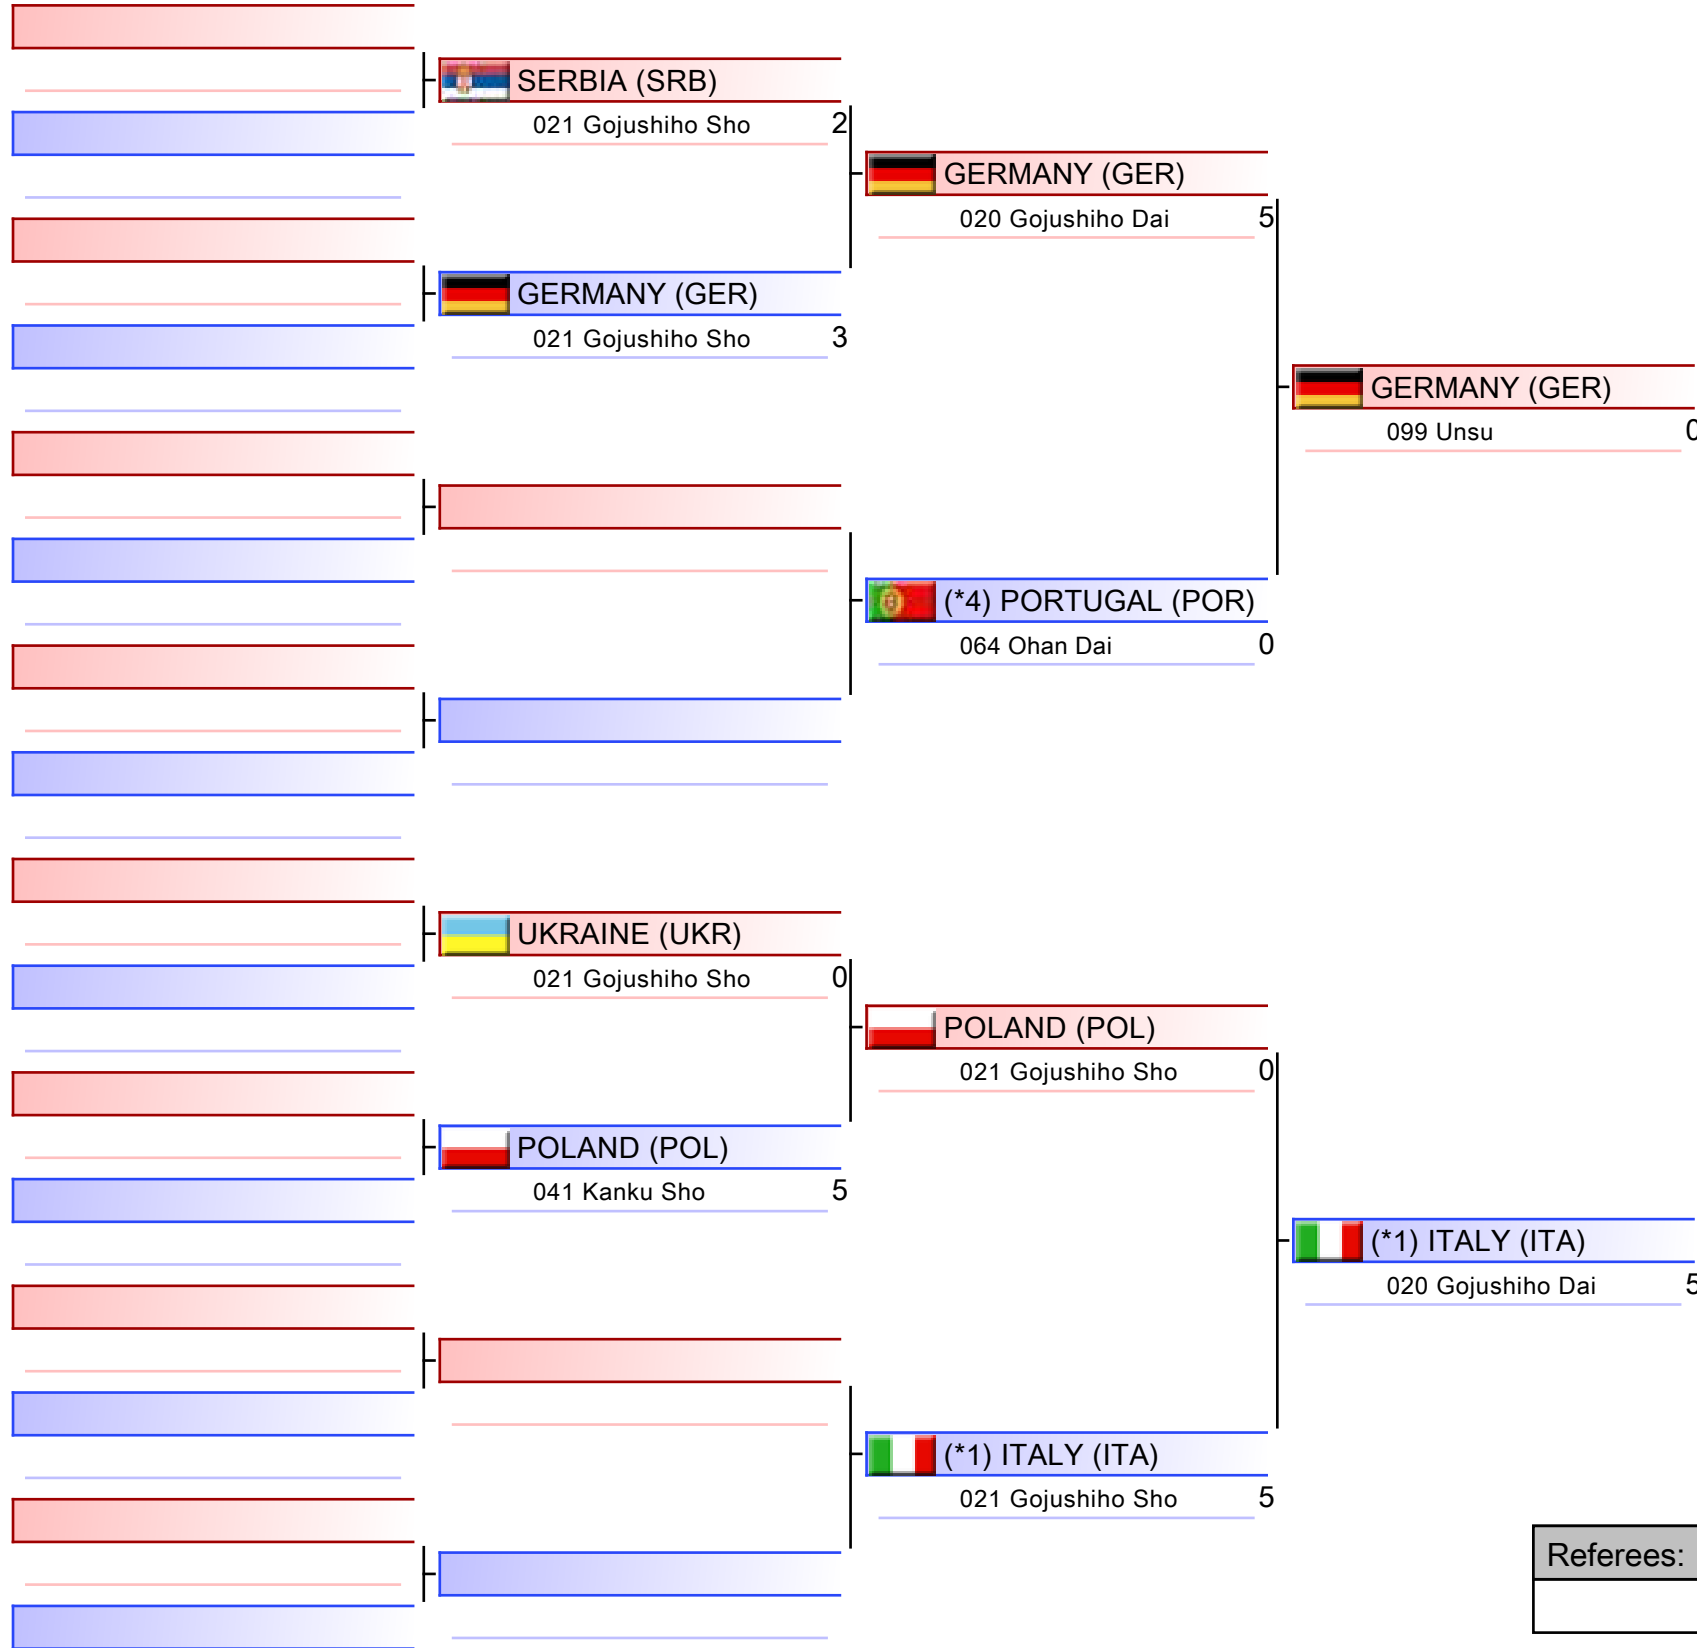 SERBIA (SRB)
021 Gojushiho Sho 2
GERMANY (GER)
020 Gojushiho Dai 5
GERMANY (GER)
021 Gojushiho Sho 3
GERMANY (GER)
099 Unsu 0
(*4) PORTUGAL (POR)
064 Ohan Dai 0
UKRAINE (UKR)
021 Gojushiho Sho 0
POLAND (POL)
021 Gojushiho Sho 0
POLAND (POL)
041 Kanku Sho 5
(*1) ITALY (ITA)
020 Gojushiho Dai 5
(*1) ITALY (ITA)
021 Gojushiho Sho 5
Referees: